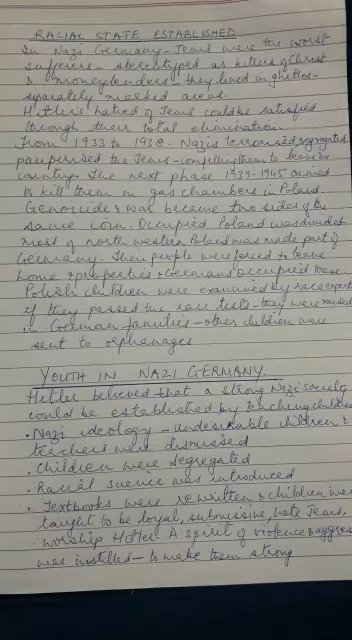 RACIAL STATE ESTABLISHED
In Nazi Germany - Jews were the worst
sufferers - stereotyped as killers of Christ
& moneylenders - they lived in ghettos -
separately marked areas.
Hitler's hatred of Jews could be satisfied
through their total elimination.
From 1933 to 1938 - Nazis terrorised, segregated
pauperised the Jews - compelling them to leave the
country. The next phase 1939-1945 aimed
to kill them in gas chambers in Poland.
Genocide & war became two sides of the
same coin. Occupied Poland was divided
most of north western Poland was made part of
Germany. Then people were forced to leave
home & properties & Germans occupied these
Polish children were examined by race expert
if they passed the race tests - they were raised
in German families - other children were
sent to orphanages
YOUTH IN NAZI GERMANY.
Hitler believed that a strong Nazi society
could be established by teaching children
• Nazi ideology - undesirable children &
teachers were dismissed
• Children were segregated
• Racial science was introduced
• Textbooks were re written & children were
taught to be loyal, submissive, hate Jews,
worship Hitler. A spirit of violence & aggres
was instilled - to make them strong